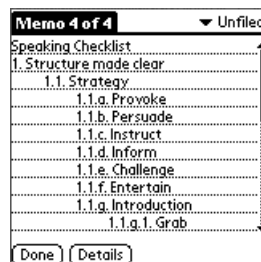 Memo 4 of 4 Unfiled
Speaking Checklist
1. Structure made clear
1.1. Strategy
1.1.a. Provoke
1.1.b. Persuade
1.1.c. Instruct
1.1.d. Inform
1.1.e. Challenge
1.1.f. Entertain
1.1.g. Introduction
1.1.g.1. Grab
Done Details